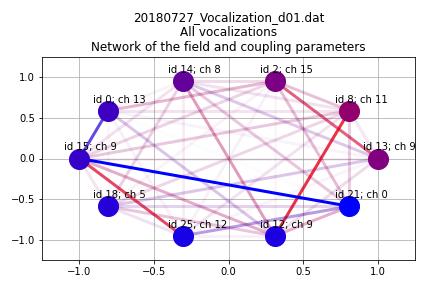 20180727_Vocalization_d01.dat
All vocalizations
Network of the field and coupling parameters
id 14; ch 8
id 2; ch 15
id 0; ch 13
id 8; ch 11
id 15; ch 9
id 13; ch 9
id 18; ch 5
id 21; ch 0
id 25; ch 12
id 12; ch 9
1.0
0.5
0.0
−0.5
−1.0
−1.0 −0.5 0.0 0.5 1.0